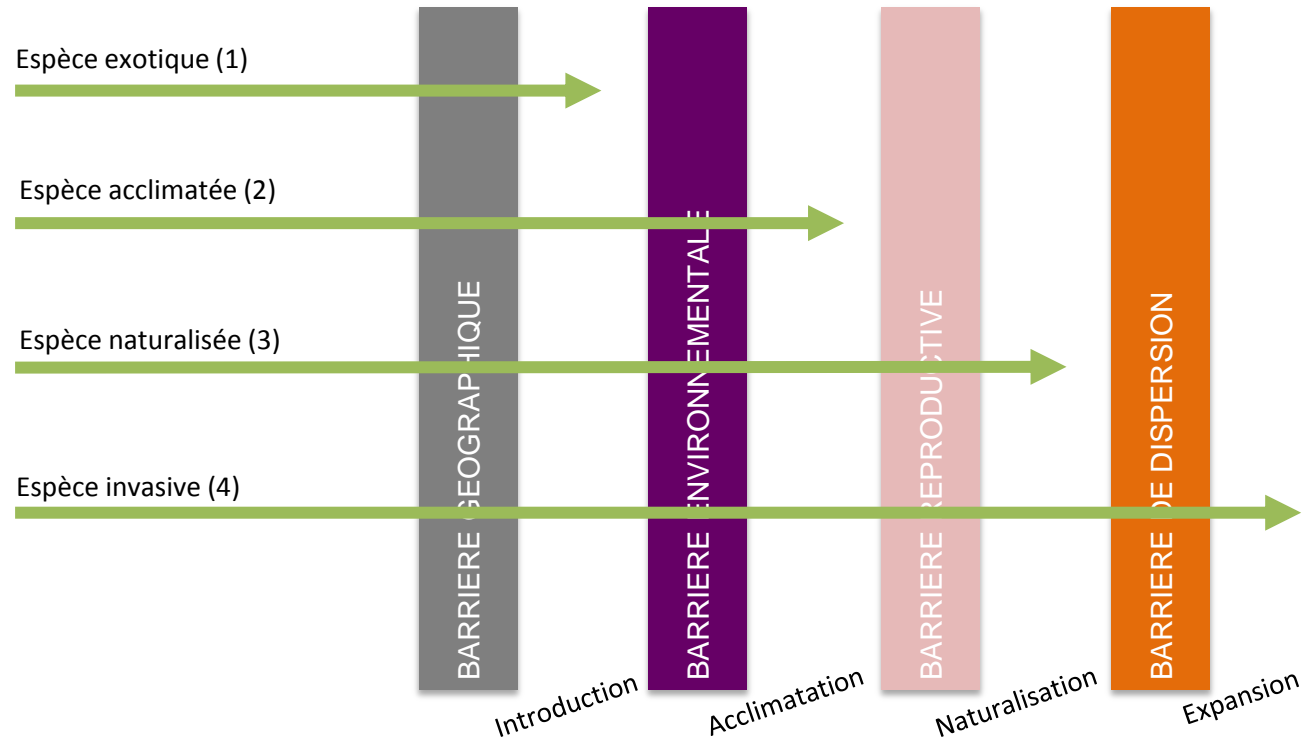 Espèce exotique (1)
Espèce acclimatée (2)
Espèce naturalisée (3)
Espèce invasive (4)
BARRIERE GEOGRAPHIQUE
BARRIERE ENVIRONNEMENTALE
BARRIERE REPRODUCTIVE
BARRIERE DE DISPERSION
Introduction
Acclimatation
Naturalisation
Expansion